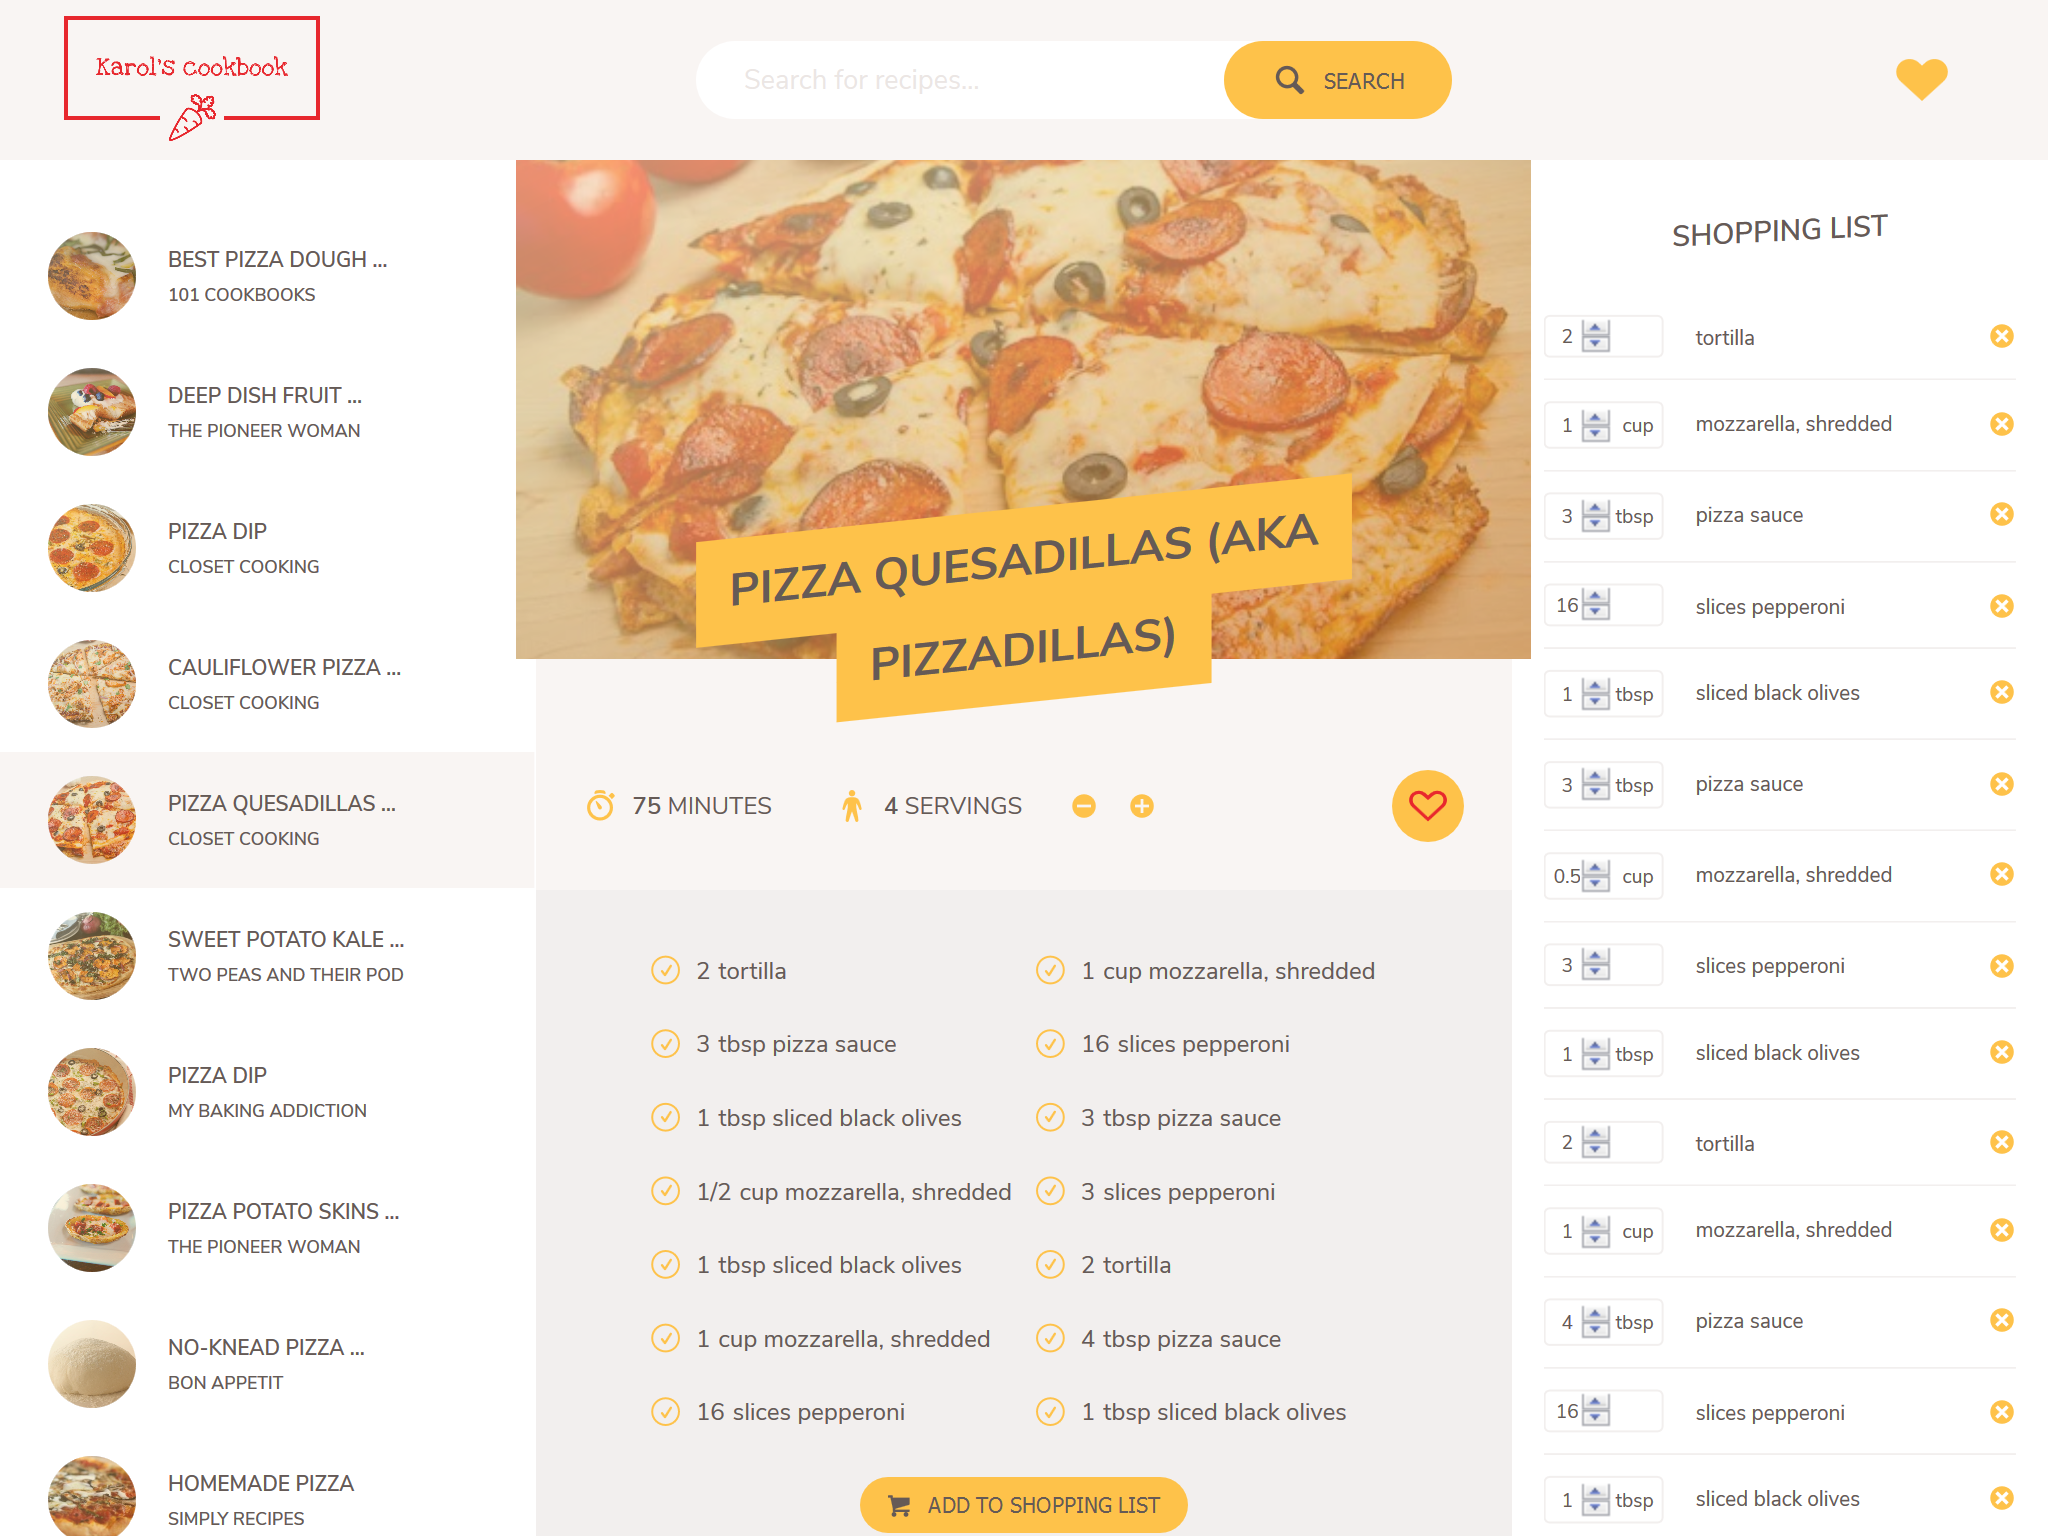 Karol's cookbook
Search for recipes...
SEARCH
BEST PIZZA DOUGH ...
101 COOKBOOKS
DEEP DISH FRUIT ...
THE PIONEER WOMAN
PIZZA DIP
CLOSET COOKING
CAULIFLOWER PIZZA ...
CLOSET COOKING
PIZZA QUESADILLAS ...
CLOSET COOKING
SWEET POTATO KALE ...
TWO PEAS AND THEIR POD
PIZZA DIP
MY BAKING ADDICTION
PIZZA POTATO SKINS ...
THE PIONEER WOMAN
NO-KNEAD PIZZA ...
BON APPETIT
HOMEMADE PIZZA
SIMPLY RECIPES
PIZZA QUESADILLAS (AKA
PIZZADILLAS)
75 MINUTES
4 SERVINGS
2 tortilla
1 cup mozzarella, shredded
3 tbsp pizza sauce
16 slices pepperoni
1 tbsp sliced black olives
3 tbsp pizza sauce
1/2 cup mozzarella, shredded
3 slices pepperoni
1 tbsp sliced black olives
2 tortilla
1 cup mozzarella, shredded
4 tbsp pizza sauce
16 slices pepperoni
1 tbsp sliced black olives
ADD TO SHOPPING LIST
SHOPPING LIST
2 tortilla
1 cup mozzarella, shredded
3 tbsp pizza sauce
16 slices pepperoni
1 tbsp sliced black olives
3 tbsp pizza sauce
0.5 cup mozzarella, shredded
3 slices pepperoni
1 tbsp sliced black olives
2 tortilla
1 cup mozzarella, shredded
4 tbsp pizza sauce
16 slices pepperoni
1 tbsp sliced black olives